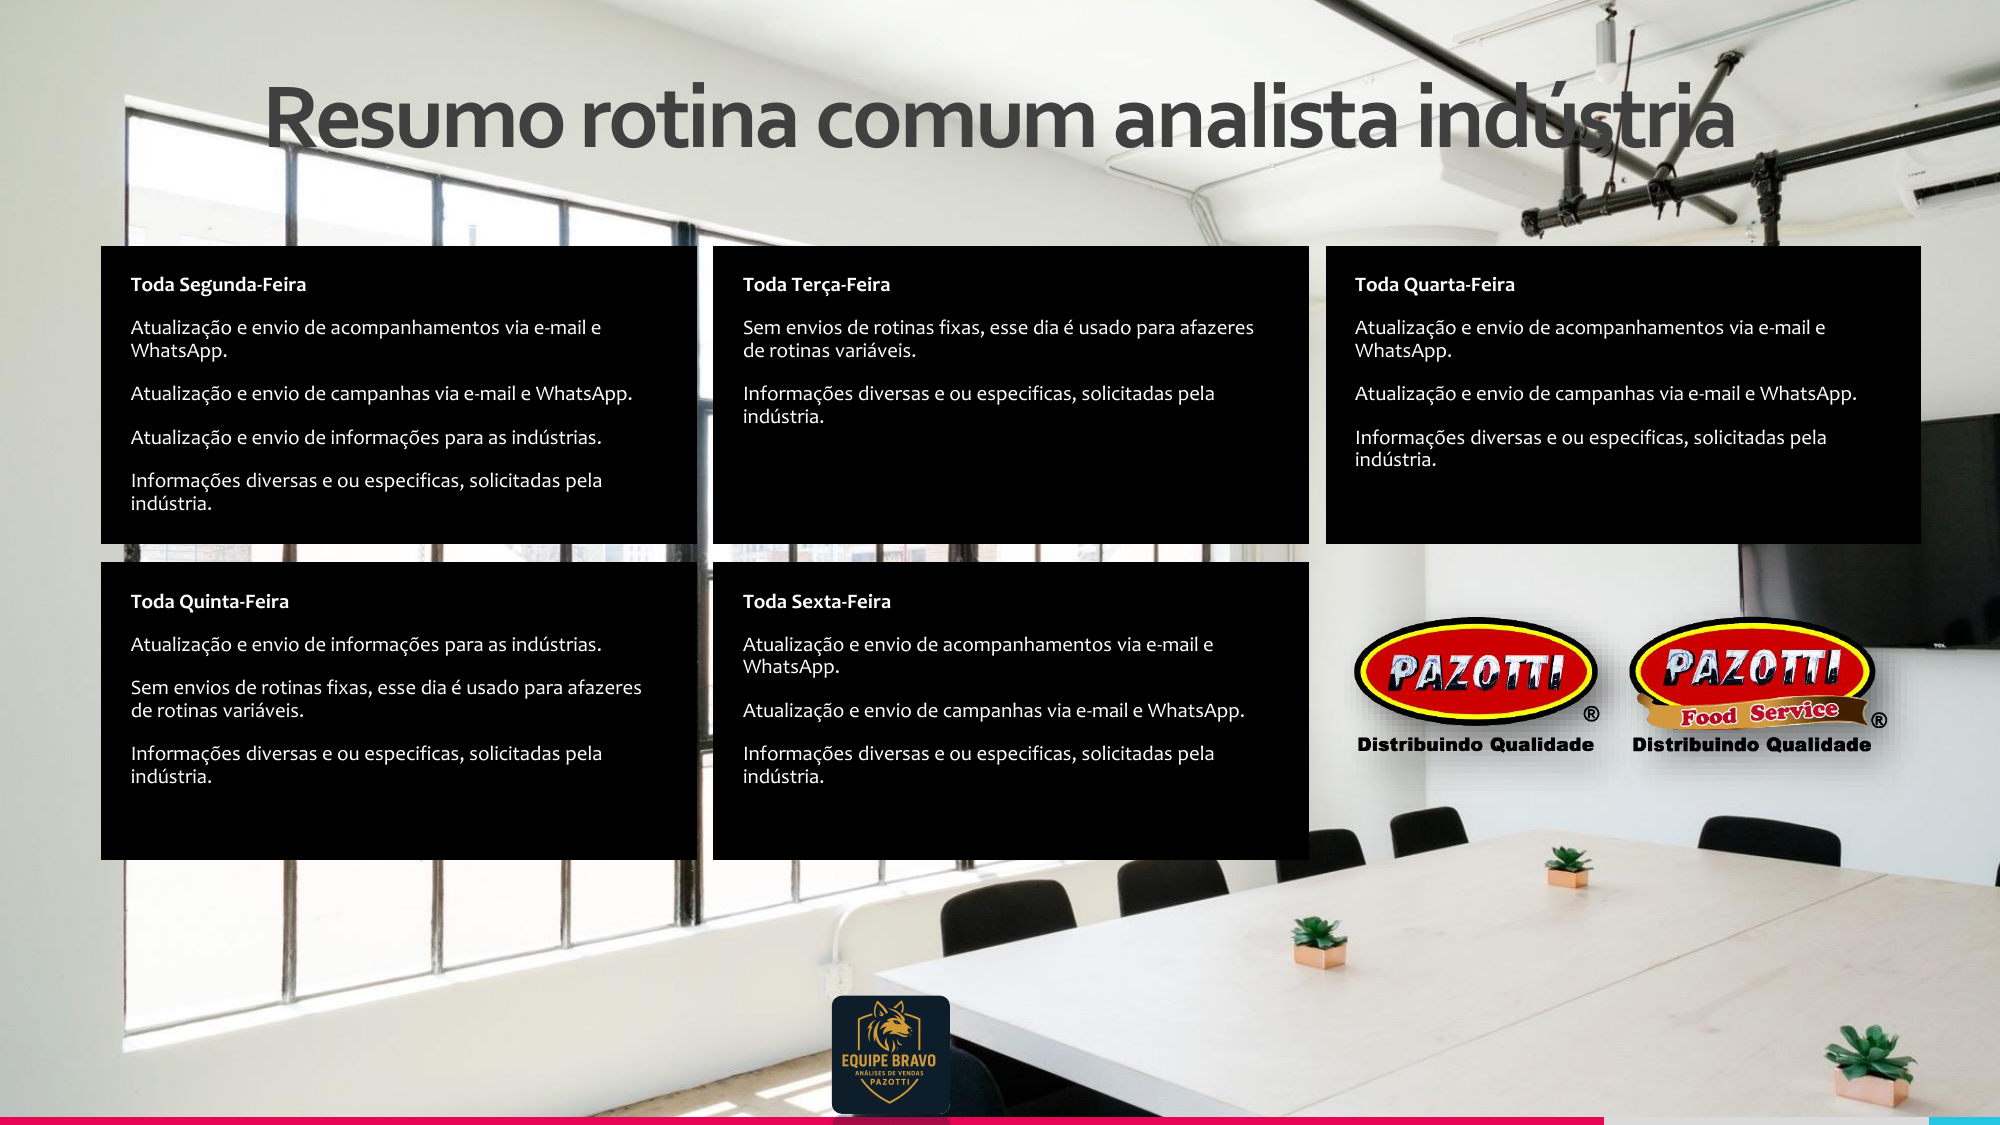 Resumo rotina comum analista indústria
Toda Segunda-Feira
Atualização e envio de acompanhamentos via e-mail e
WhatsApp.
Atualização e envio de campanhas via e-mail e WhatsApp.
Atualização e envio de informações para as indústrias.
Informações diversas e ou especificas, solicitadas pela
indústria.
Toda Terça-Feira
Sem envios de rotinas fixas, esse dia é usado para afazeres
de rotinas variáveis.
Informações diversas e ou especificas, solicitadas pela
indústria.
Toda Quarta-Feira
Atualização e envio de acompanhamentos via e-mail e
WhatsApp.
Atualização e envio de campanhas via e-mail e WhatsApp.
Informações diversas e ou especificas, solicitadas pela
indústria.
Toda Quinta-Feira
Atualização e envio de informações para as indústrias.
Sem envios de rotinas fixas, esse dia é usado para afazeres
de rotinas variáveis.
Informações diversas e ou especificas, solicitadas pela
indústria.
Toda Sexta-Feira
Atualização e envio de acompanhamentos via e-mail e
WhatsApp.
Atualização e envio de campanhas via e-mail e WhatsApp.
Informações diversas e ou especificas, solicitadas pela
indústria.
PAZOTTI
®
Distribuindo Qualidade
PAZOTTI
Food Service
®
Distribuindo Qualidade
TCL
EQUIPE BRAVO
ANÁLISES DE VENDAS
PAZOTTI